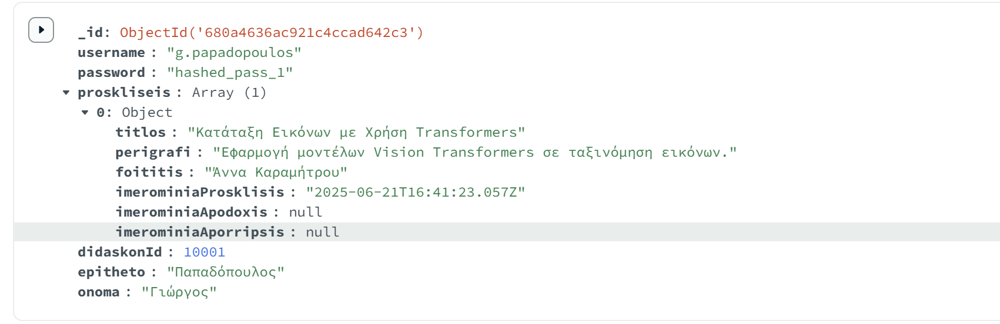 _id: ObjectId('680a4636ac921c4ccad642c3')
username : "g.papadopoulos"
password : "hashed_pass_1"
proskliseis : Array (1)
0: Object
titlos : "Κατάταξη Εικόνων με Χρήση Transformers"
perigrafi : "Εφαρμογή μοντέλων Vision Transformers σε ταξινόμηση εικόνων."
foititis : "Άννα Καραμήτρου"
imerominiaProsklisis : "2025-06-21T16:41:23.057Z"
imerominiaApodoxis : null
imerominiaAporripsis : null
didaskonId : 10001
epitheto : "Παπαδόπουλος"
onoma : "Γιώργος"